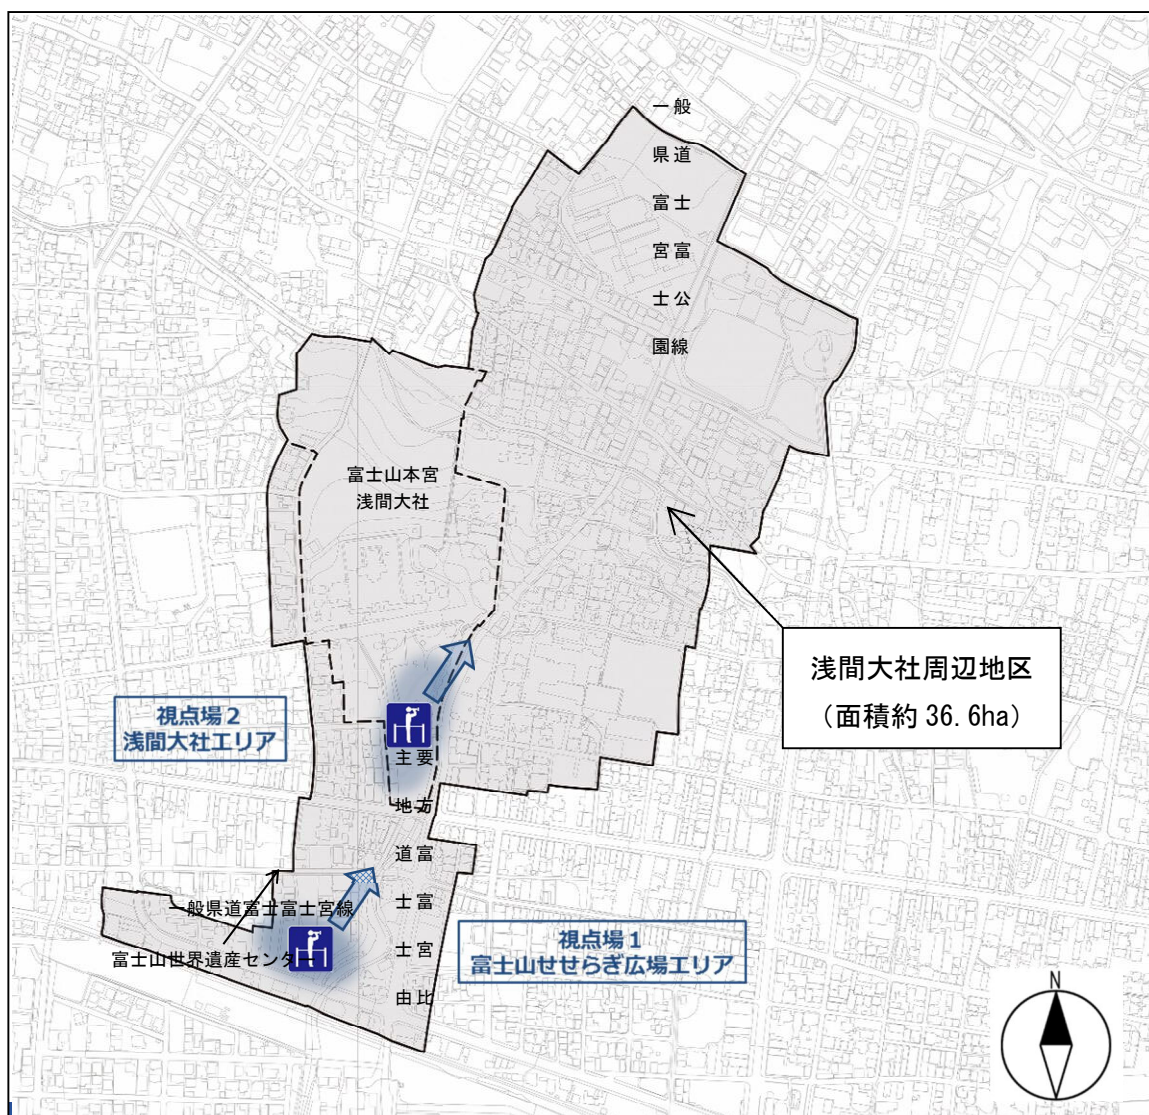 一般
県道
富士
宮富
士公
園線
富士山本宮
浅間大社
浅間大社周辺地区
（面積約 36.6ha）
視点場２
浅間大社エリア
主要
地方
道富
士富
士宮
由比
一般県道富士富士宮線
富士山世界遺産センター
視点場１
富士山せせらぎ広場エリア
N